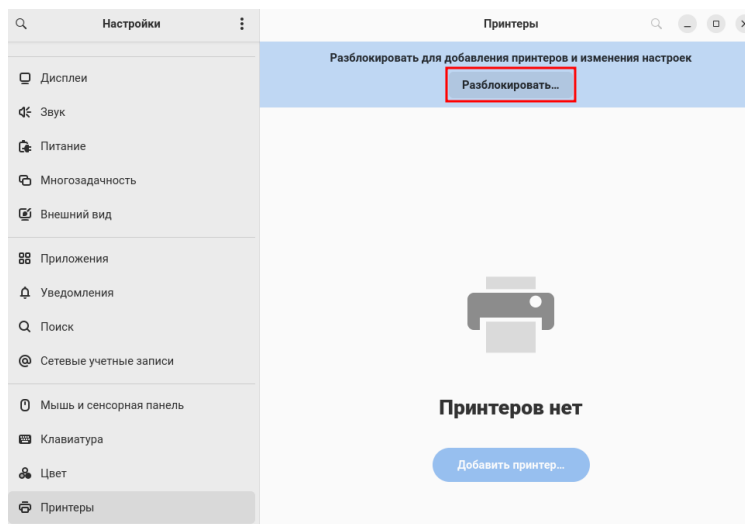 Настройки
Принтеры
Разблокировать для добавления принтеров и изменения настроек
Разблокировать...
Дисплеи
Звук
Питание
Многозадачность
Внешний вид
Приложения
Уведомления
Поиск
Сетевые учетные записи
Мышь и сенсорная панель
Клавиатура
Цвет
Принтеры
Принтеров нет
Добавить принтер...